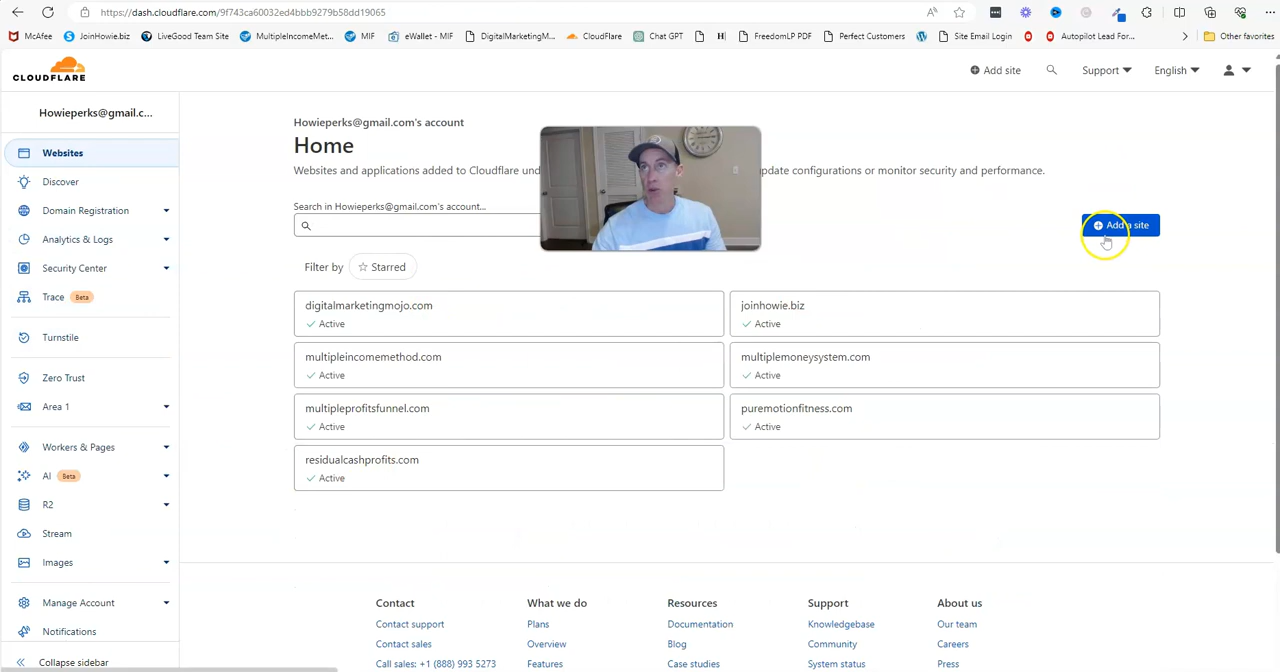 https://dash.cloudflare.com/9f743ca60032ed4bbb9279b58dd19065
McAfee JoinHowie.biz LiveGood Team Site MultipleIncomeMet... MIF eWallet - MIF DigitalMarketingM... CloudFlare Chat GPT H FreedomLP PDF Perfect Customers Site Email Login Autopilot Lead For... Other favorites
CLOUDFLARE
Add site Support English
Howieperks@gmail.c...
Websites
Discover
Domain Registration
Analytics & Logs
Security Center
Trace Beta
Turnstile
Zero Trust
Area 1
Workers & Pages
AI Beta
R2
Stream
Images
Manage Account
Notifications
Collapse sidebar
Howieperks@gmail.com's account
Home
Websites and applications added to Cloudflare und update configurations or monitor security and performance.
Search in Howieperks@gmail.com's account...
Add a site
Filter by Starred
digitalmarketingmojo.com
Active
joinhowie.biz
Active
multipleincomemethod.com
Active
multiplemoneysystem.com
Active
multipleprofitsfunnel.com
Active
puremotionfitness.com
Active
residualcashprofits.com
Active
Contact
Contact support
Contact sales
Call sales: +1 (888) 993 5273
What we do
Plans
Overview
Features
Resources
Documentation
Blog
Case studies
Support
Knowledgebase
Community
System status
About us
Our team
Careers
Press